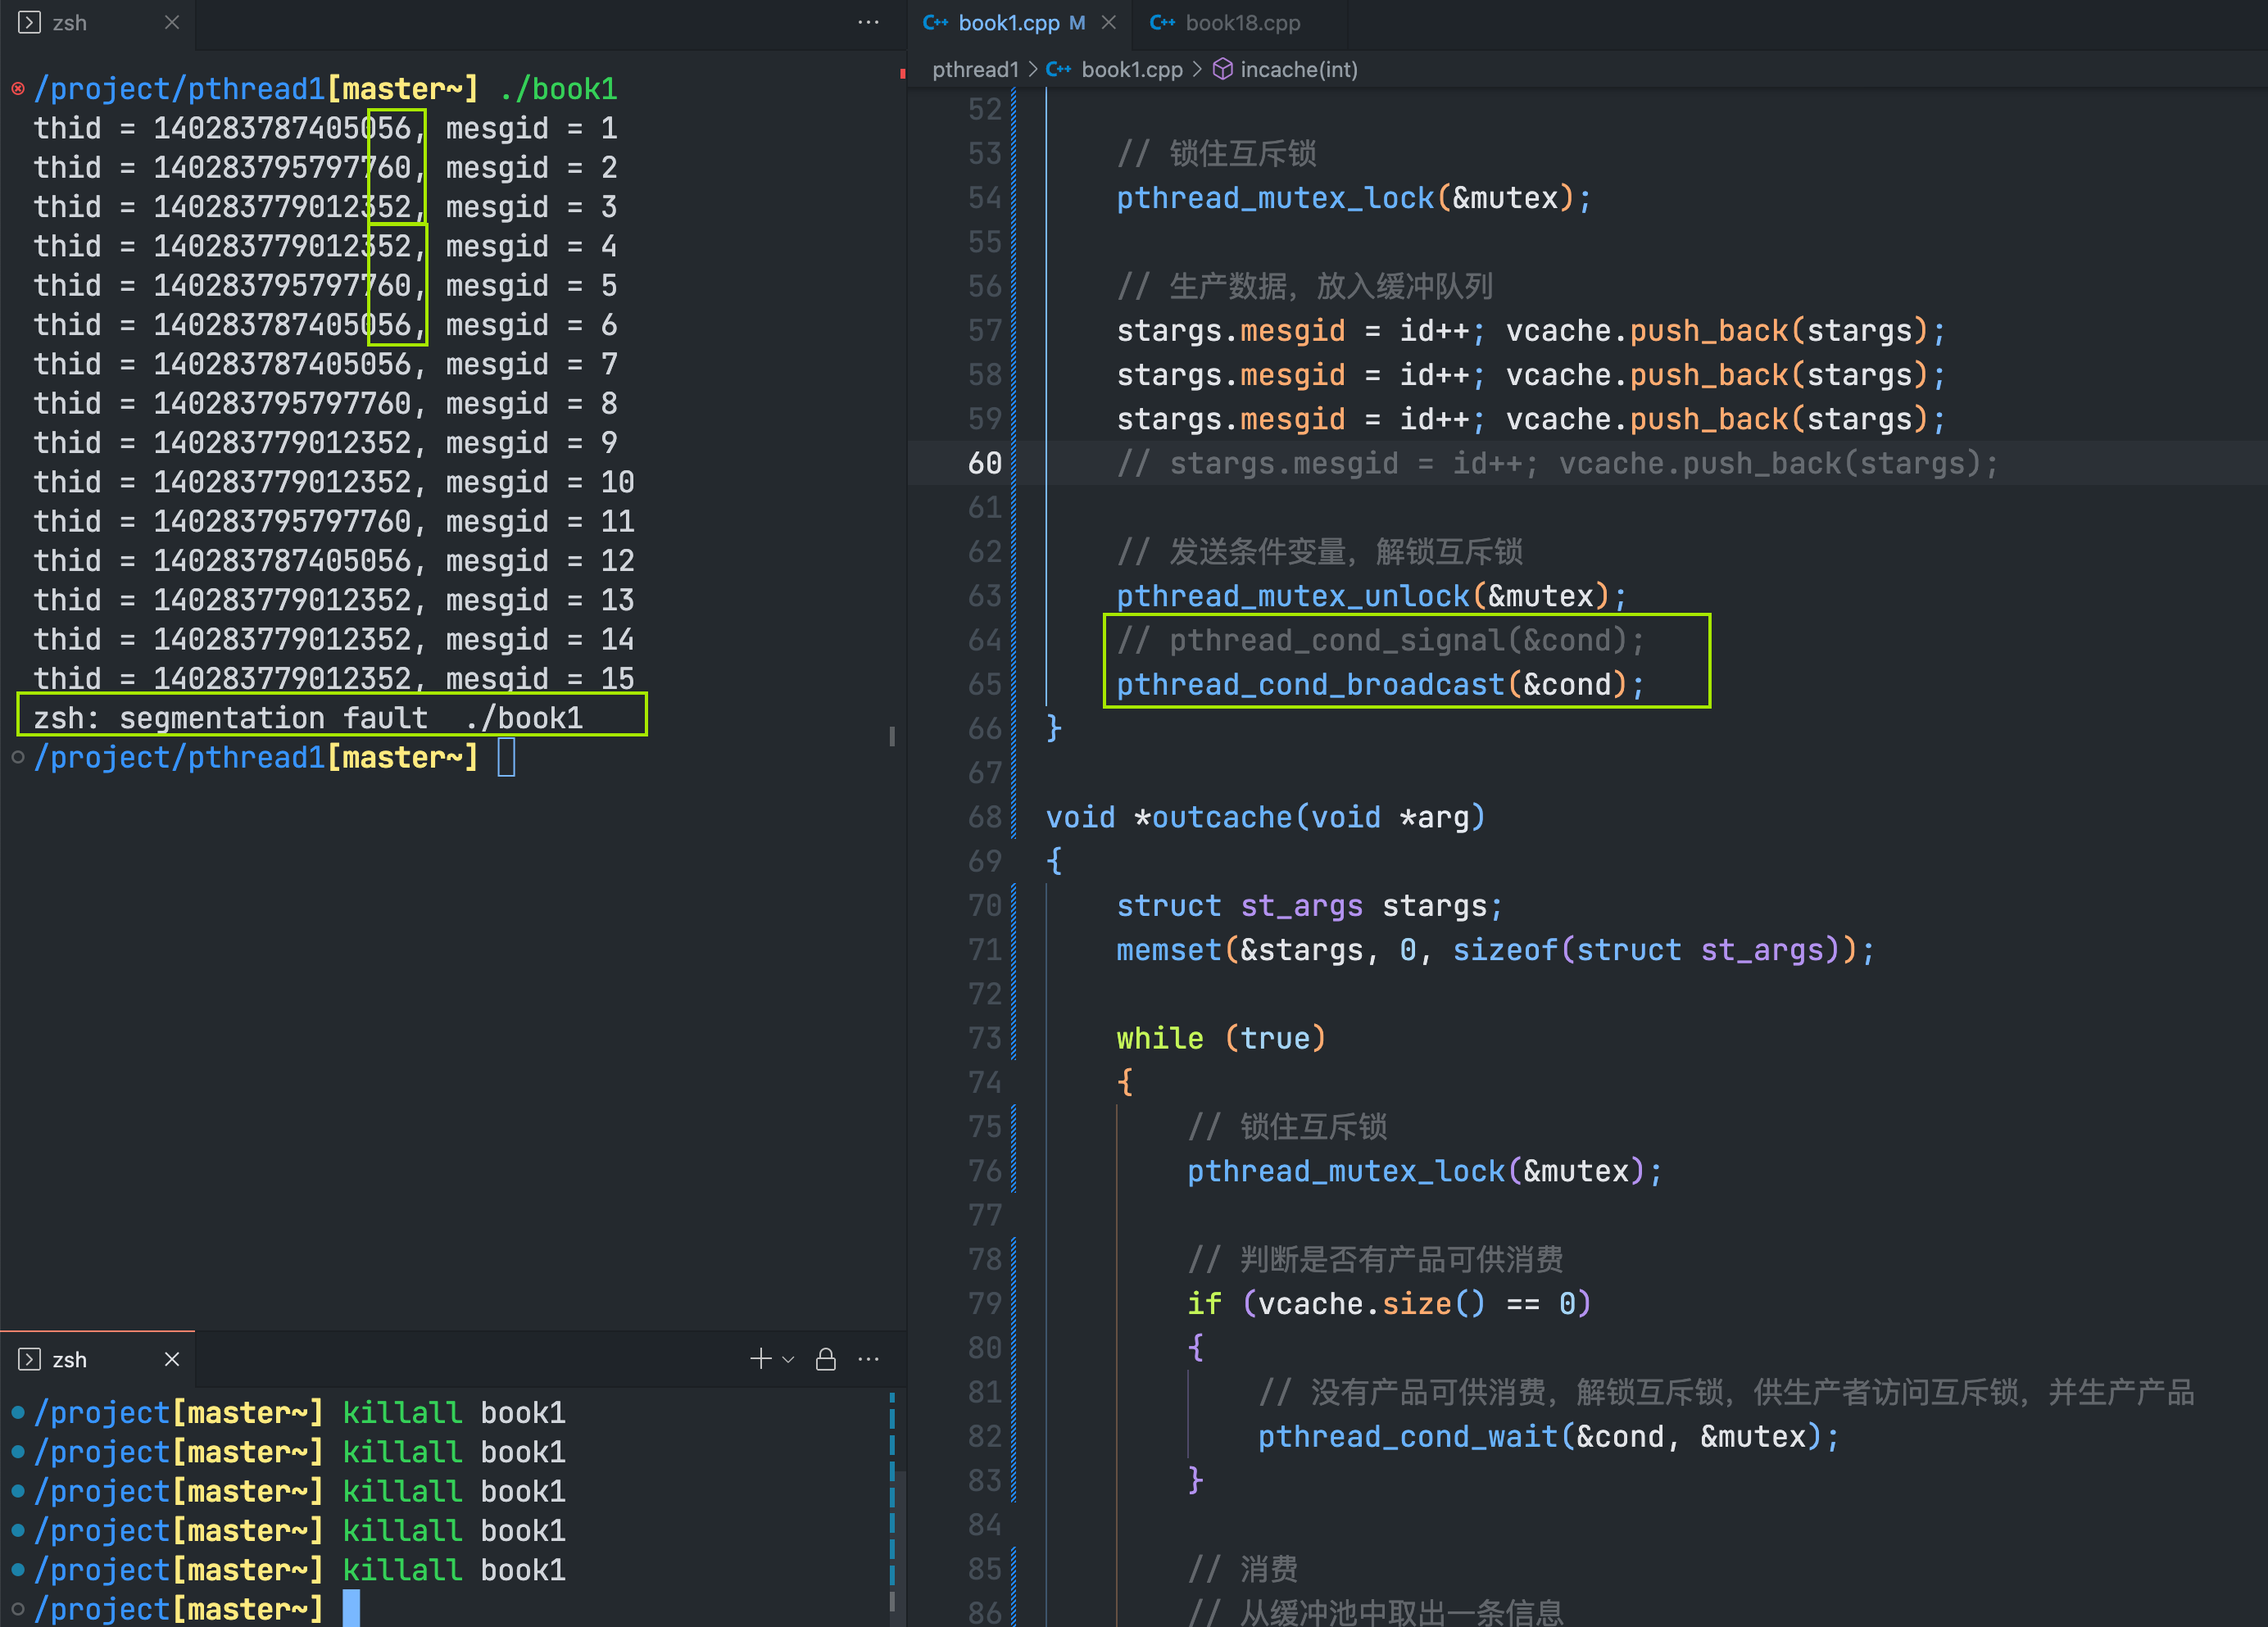 zsh
/project/pthread1[master~] ./book1
thid = 140283787405056, mesgid = 1
thid = 140283795797760, mesgid = 2
thid = 140283779012352, mesgid = 3
thid = 140283779012352, mesgid = 4
thid = 140283795797760, mesgid = 5
thid = 140283787405056, mesgid = 6
thid = 140283787405056, mesgid = 7
thid = 140283795797760, mesgid = 8
thid = 140283779012352, mesgid = 9
thid = 140283779012352, mesgid = 10
thid = 140283795797760, mesgid = 11
thid = 140283787405056, mesgid = 12
thid = 140283779012352, mesgid = 13
thid = 140283779012352, mesgid = 14
thid = 140283779012352, mesgid = 15
zsh: segmentation fault  ./book1
/project/pthread1[master~]
zsh
/project[master~] killall book1
/project[master~] killall book1
/project[master~] killall book1
/project[master~] killall book1
/project[master~] killall book1
/project[master~]
C++ book1.cpp M
C++ book18.cpp
pthread1 > C++ book1.cpp > incache(int)
52
53 // 锁住互斥锁
54 pthread_mutex_lock(&mutex);
55
56 // 生产数据，放入缓冲队列
57 stargs.mesgid = id++; vcache.push_back(stargs);
58 stargs.mesgid = id++; vcache.push_back(stargs);
59 stargs.mesgid = id++; vcache.push_back(stargs);
60 // stargs.mesgid = id++; vcache.push_back(stargs);
61
62 // 发送条件变量，解锁互斥锁
63 pthread_mutex_unlock(&mutex);
64 // pthread_cond_signal(&cond);
65 pthread_cond_broadcast(&cond);
66 }
67
68 void *outcache(void *arg)
69 {
70 struct st_args stargs;
71 memset(&stargs, 0, sizeof(struct st_args));
72
73 while (true)
74 {
75 // 锁住互斥锁
76 pthread_mutex_lock(&mutex);
77
78 // 判断是否有产品可供消费
79 if (vcache.size() == 0)
80 {
81 // 没有产品可供消费，解锁互斥锁，供生产者访问互斥锁，并生产产品
82 pthread_cond_wait(&cond, &mutex);
83 }
84
85 // 消费
86 // 从缓冲池中取出一条信息